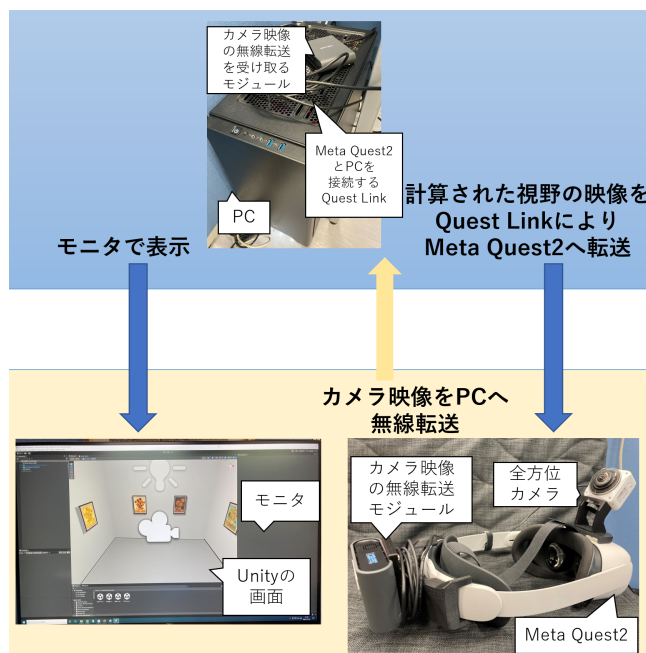 カメラ映像
の無線転送
を受け取る
モジュール
Meta Quest2
とPCを
接続する
Quest Link
PC
モニタで表示
計算された視野の映像を
Quest Linkにより
Meta Quest2へ転送
カメラ映像をPCへ
無線転送
モニタ
Unityの
画面
カメラ映像
の無線転送
モジュール
全方位
カメラ
Meta Quest2